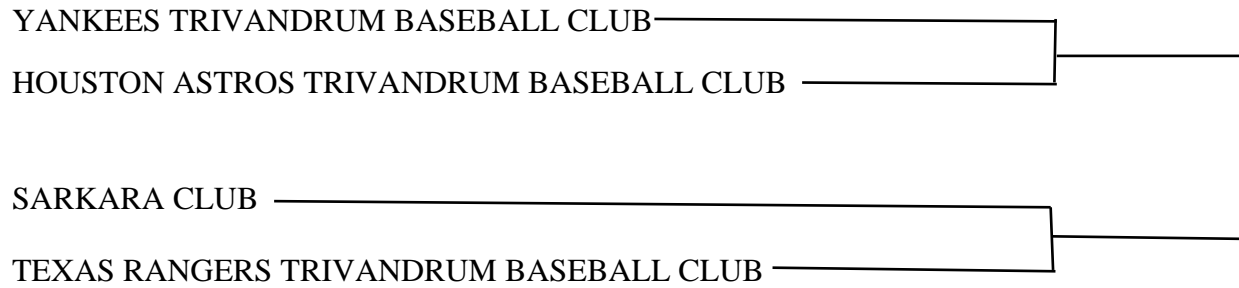 YANKEES TRIVANDRUM BASEBALL CLUB
HOUSTON ASTROS TRIVANDRUM BASEBALL CLUB
SARKARA CLUB
TEXAS RANGERS TRIVANDRUM BASEBALL CLUB